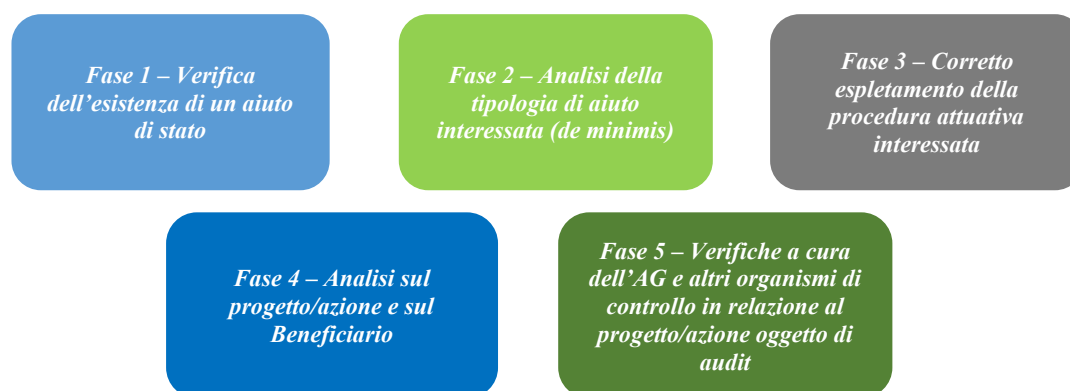 Fase 1 – Verifica
dell’esistenza di un aiuto
di stato
Fase 2 – Analisi della
tipologia di aiuto
interessata (de minimis)
Fase 3 – Corretto
espletamento della
procedura attuativa
interessata
Fase 4 – Analisi sul
progetto/azione e sul
Beneficiario
Fase 5 – Verifiche a cura
dell’AG e altri organismi di
controllo in relazione al
progetto/azione oggetto di
audit